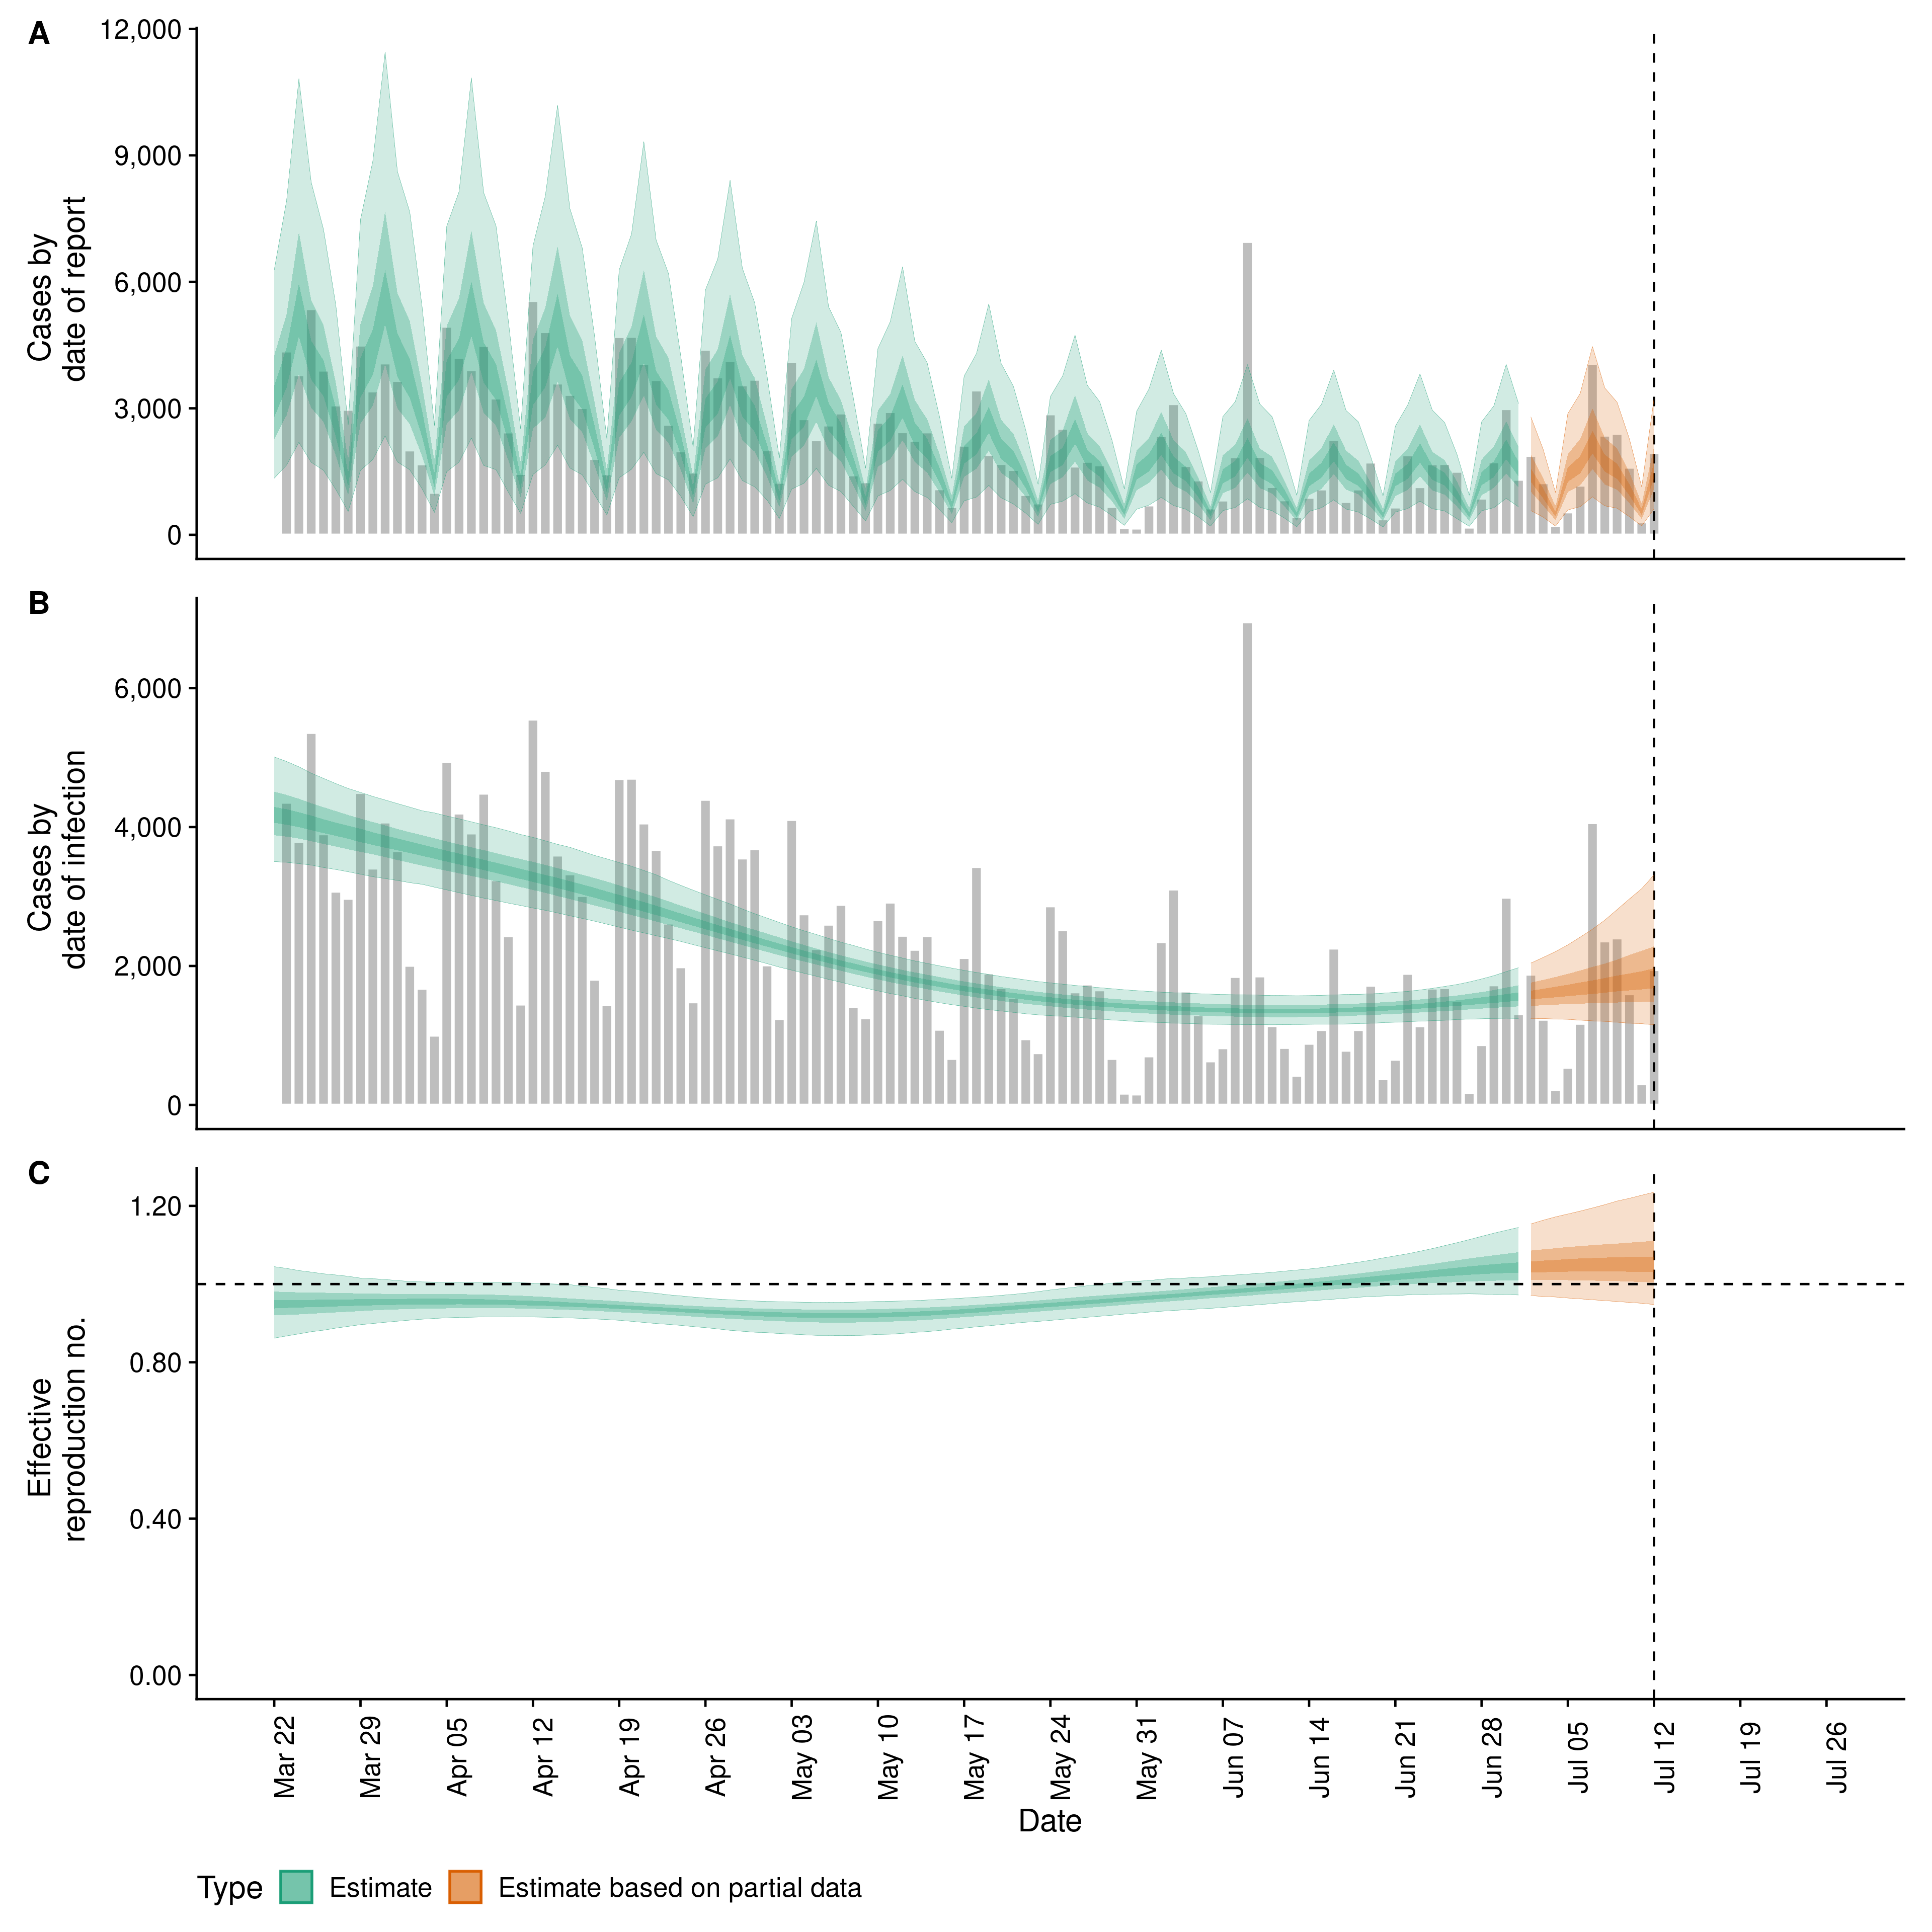 A
12,000
9,000
6,000
3,000
0
Cases by
date of report
B
6,000
4,000
2,000
0
Cases by
date of infection
C
1.20
0.80
0.40
0.00
Effective
reproduction no.
Mar 22
Mar 29
Apr 05
Apr 12
Apr 19
Apr 26
May 03
May 10
May 17
May 24
May 31
Jun 07
Jun 14
Jun 21
Jun 28
Jul 05
Jul 12
Jul 19
Jul 26
Date
Type Estimate Estimate based on partial data